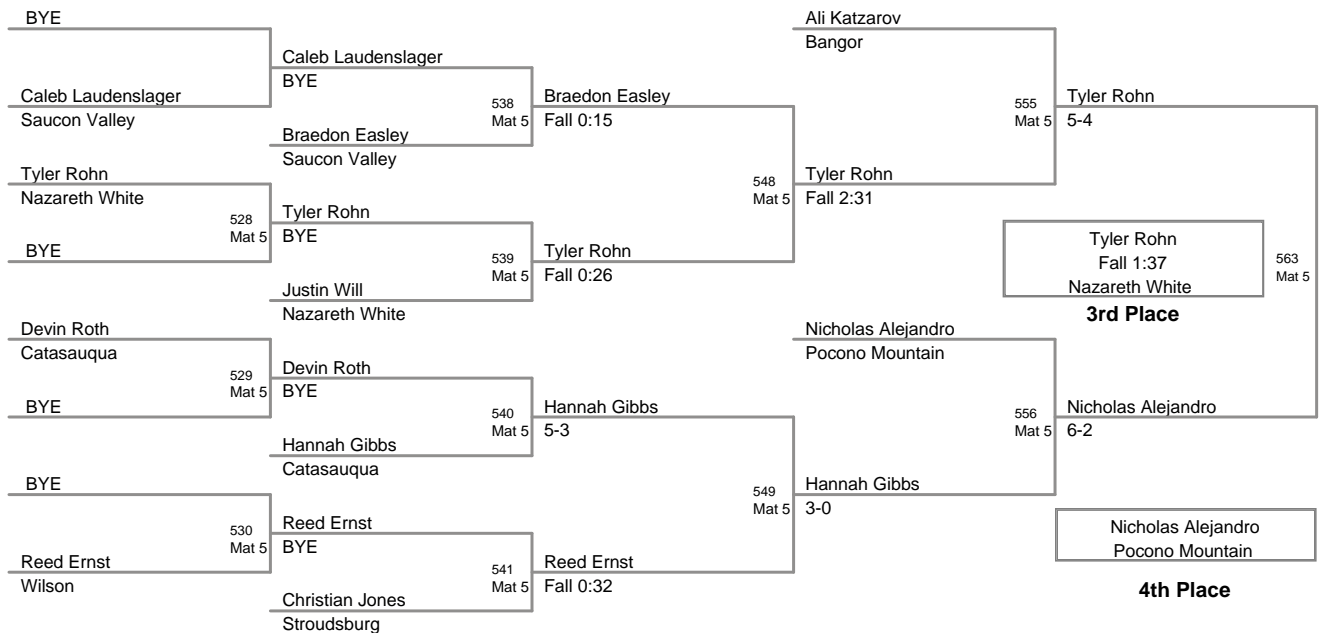 BYE
Caleb Laudenslager
Saucon Valley
Tyler Rohn
Nazareth White
BYE
Devin Roth
Catasauqua
BYE
BYE
Reed Ernst
Wilson
Caleb Laudenslager
BYE
Braedon Easley
Saucon Valley
528
Mat 5
Tyler Rohn
BYE
Justin Will
Nazareth White
529
Mat 5
Devin Roth
BYE
Hannah Gibbs
Catasauqua
530
Mat 5
Reed Ernst
BYE
Christian Jones
Stroudsburg
538
Mat 5
Braedon Easley
Fall 0:15
539
Mat 5
Tyler Rohn
Fall 0:26
540
Mat 5
Hannah Gibbs
5-3
541
Mat 5
Reed Ernst
Fall 0:32
Ali Katzarov
Bangor
548
Mat 5
Tyler Rohn
Fall 2:31
Nicholas Alejandro
Pocono Mountain
549
Mat 5
Hannah Gibbs
3-0
555
Mat 5
Tyler Rohn
5-4
556
Mat 5
Nicholas Alejandro
6-2
563
Mat 5
Tyler Rohn
Fall 1:37
Nazareth White
3rd Place
Nicholas Alejandro
Pocono Mountain
4th Place